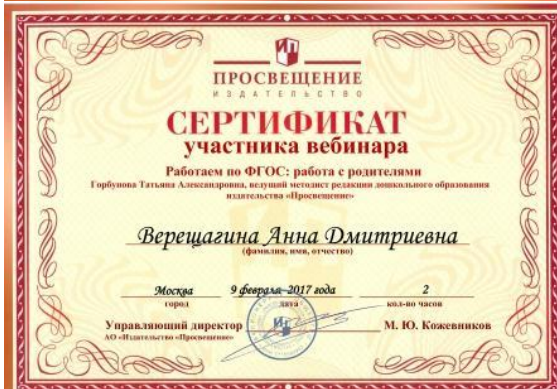 ПРОСВЕЩЕНИЕ
ИЗДАТЕЛЬСТВО
СЕРТИФИКАТ
участника вебинара
Работаем по ФГОС: работа с родителями
Горбунова Татьяна Александровна, ведущий методист редакции дошкольного образования
издательства «Просвещение»
Верещагина Анна Дмитриевна
(фамилия, имя, отчество)
Москва 9 февраля 2017 года 2
город дата кол-во часов
Управляющий директор М. Ю. Кожевников
АО «Издательство «Просвещение»